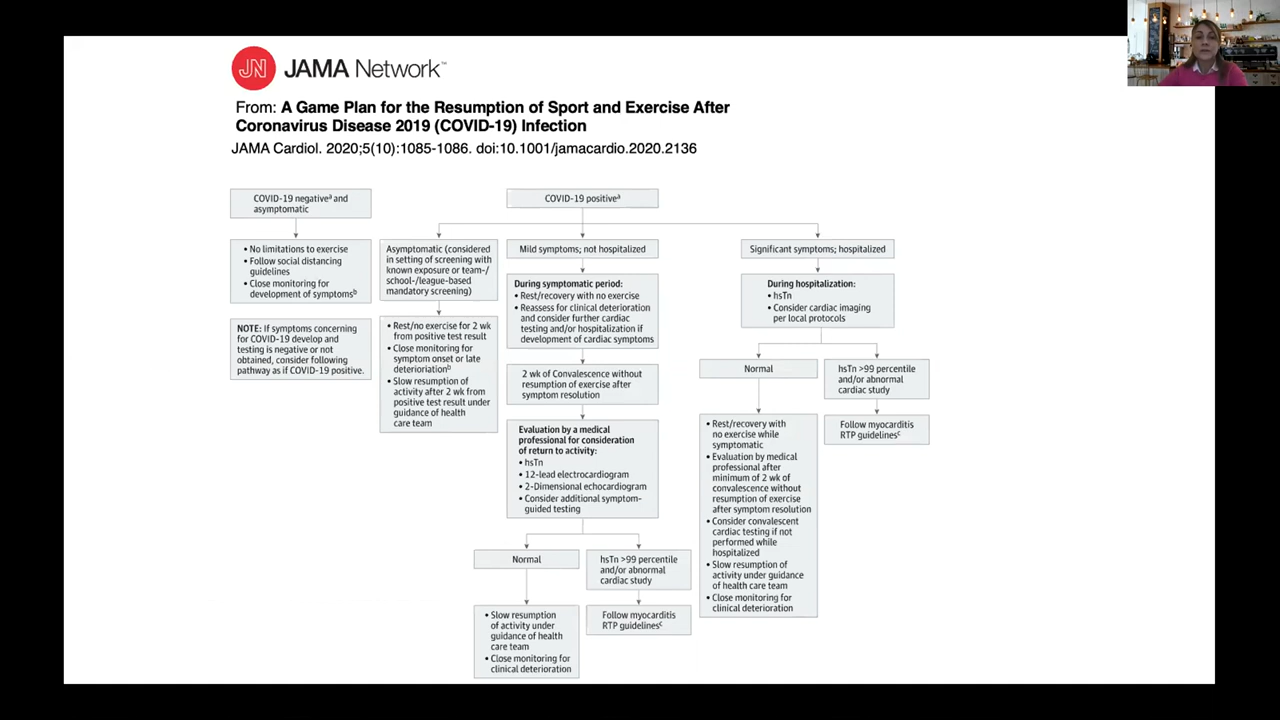 JN JAMA Network™
From: A Game Plan for the Resumption of Sport and Exercise After
Coronavirus Disease 2019 (COVID-19) Infection
JAMA Cardiol. 2020;5(10):1085-1086. doi:10.1001/jamacardio.2020.2136
COVID-19 negativeᵃ and
asymptomatic
• No limitations to exercise
• Follow social distancing
guidelines
• Close monitoring for
development of symptomsᵇ
NOTE: If symptoms concerning
for COVID-19 develop and
testing is negative or not
obtained, consider following
pathway as if COVID-19 positive.
COVID-19 positiveᵃ
Asymptomatic (considered
in setting of screening with
known exposure or team-/
school-/league-based
mandatory screening)
• Rest/no exercise for 2 wk
from positive test result
• Close monitoring for
symptom onset or late
deterioriationᵇ
• Slow resumption of
activity after 2 wk from
positive test result under
guidance of health
care team
Mild symptoms; not hospitalized
During symptomatic period:
• Rest/recovery with no exercise
• Reassess for clinical deterioration
and consider further cardiac
testing and/or hospitalization if
development of cardiac symptoms
2 wk of Convalescence without
resumption of exercise after
symptom resolution
Evaluation by a medical
professional for consideration
of return to activity:
• hsTn
• 12-lead electrocardiogram
• 2-Dimensional echocardiogram
• Consider additional symptom-
guided testing
Normal
• Slow resumption
of activity under
guidance of health
care team
• Close monitoring for
clinical deterioration
hsTn >99 percentile
and/or abnormal
cardiac study
Follow myocarditis
RTP guidelinesᶜ
Significant symptoms; hospitalized
During hospitalization:
• hsTn
• Consider cardiac imaging
per local protocols
Normal
• Rest/recovery with
no exercise while
symptomatic
• Evaluation by medical
professional after
minimum of 2 wk of
convalescence without
resumption of exercise
after symptom resolution
• Consider convalescent
cardiac testing if not
performed while
hospitalized
• Slow resumption of
activity under guidance
of health care team
• Close monitoring for
clinical deterioration
hsTn >99 percentile
and/or abnormal
cardiac study
Follow myocarditis
RTP guidelinesᶜ